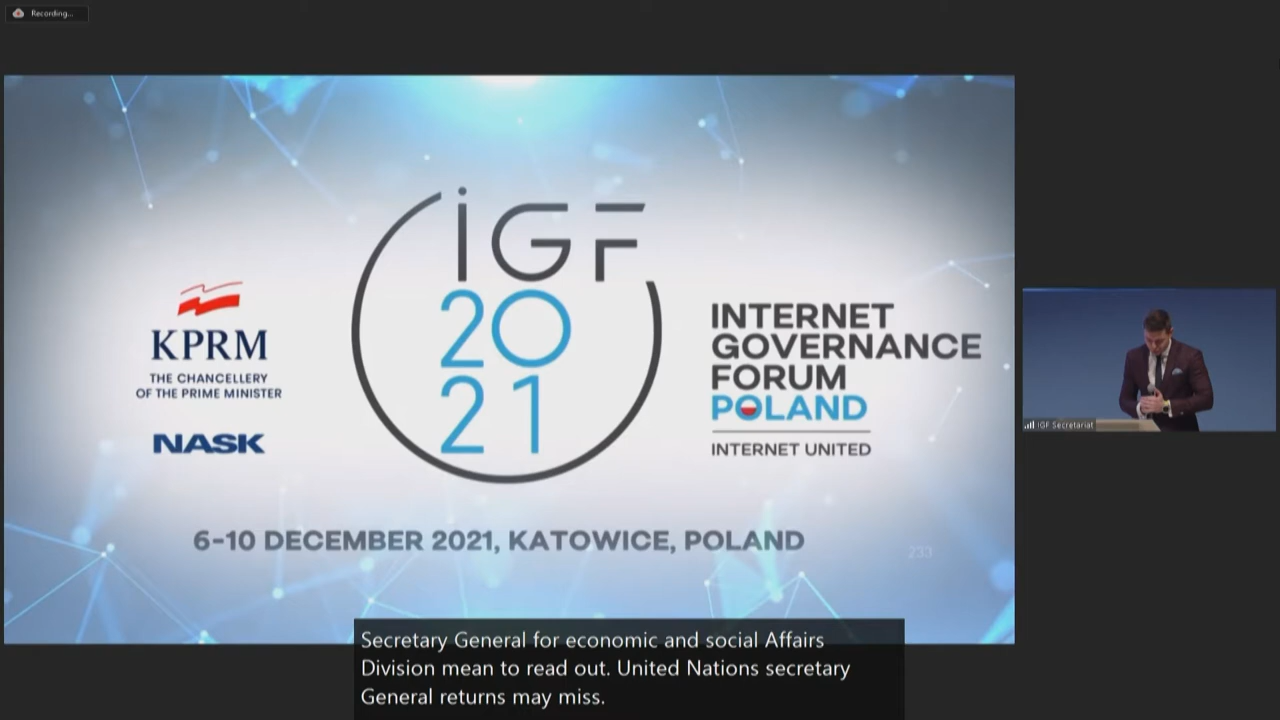 Recording...
iGF
20
21
KPRM
THE CHANCELLERY
OF THE PRIME MINISTER
NASK
INTERNET
GOVERNANCE
FORUM
POLAND
INTERNET UNITED
6-10 DECEMBER 2021, KATOWICE, POLAND
233
IGF Secretariat
Secretary General for economic and social Affairs
Division mean to read out. United Nations secretary
General returns may miss.